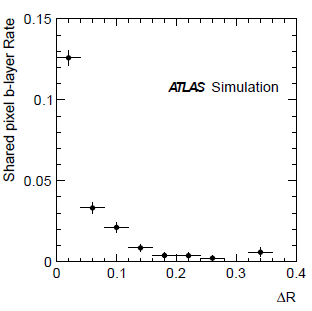 0.15
Shared pixel b-layer Rate
ATLAS Simulation
0.1
0.05
0
0 0.1 0.2 0.3 0.4
ΔR